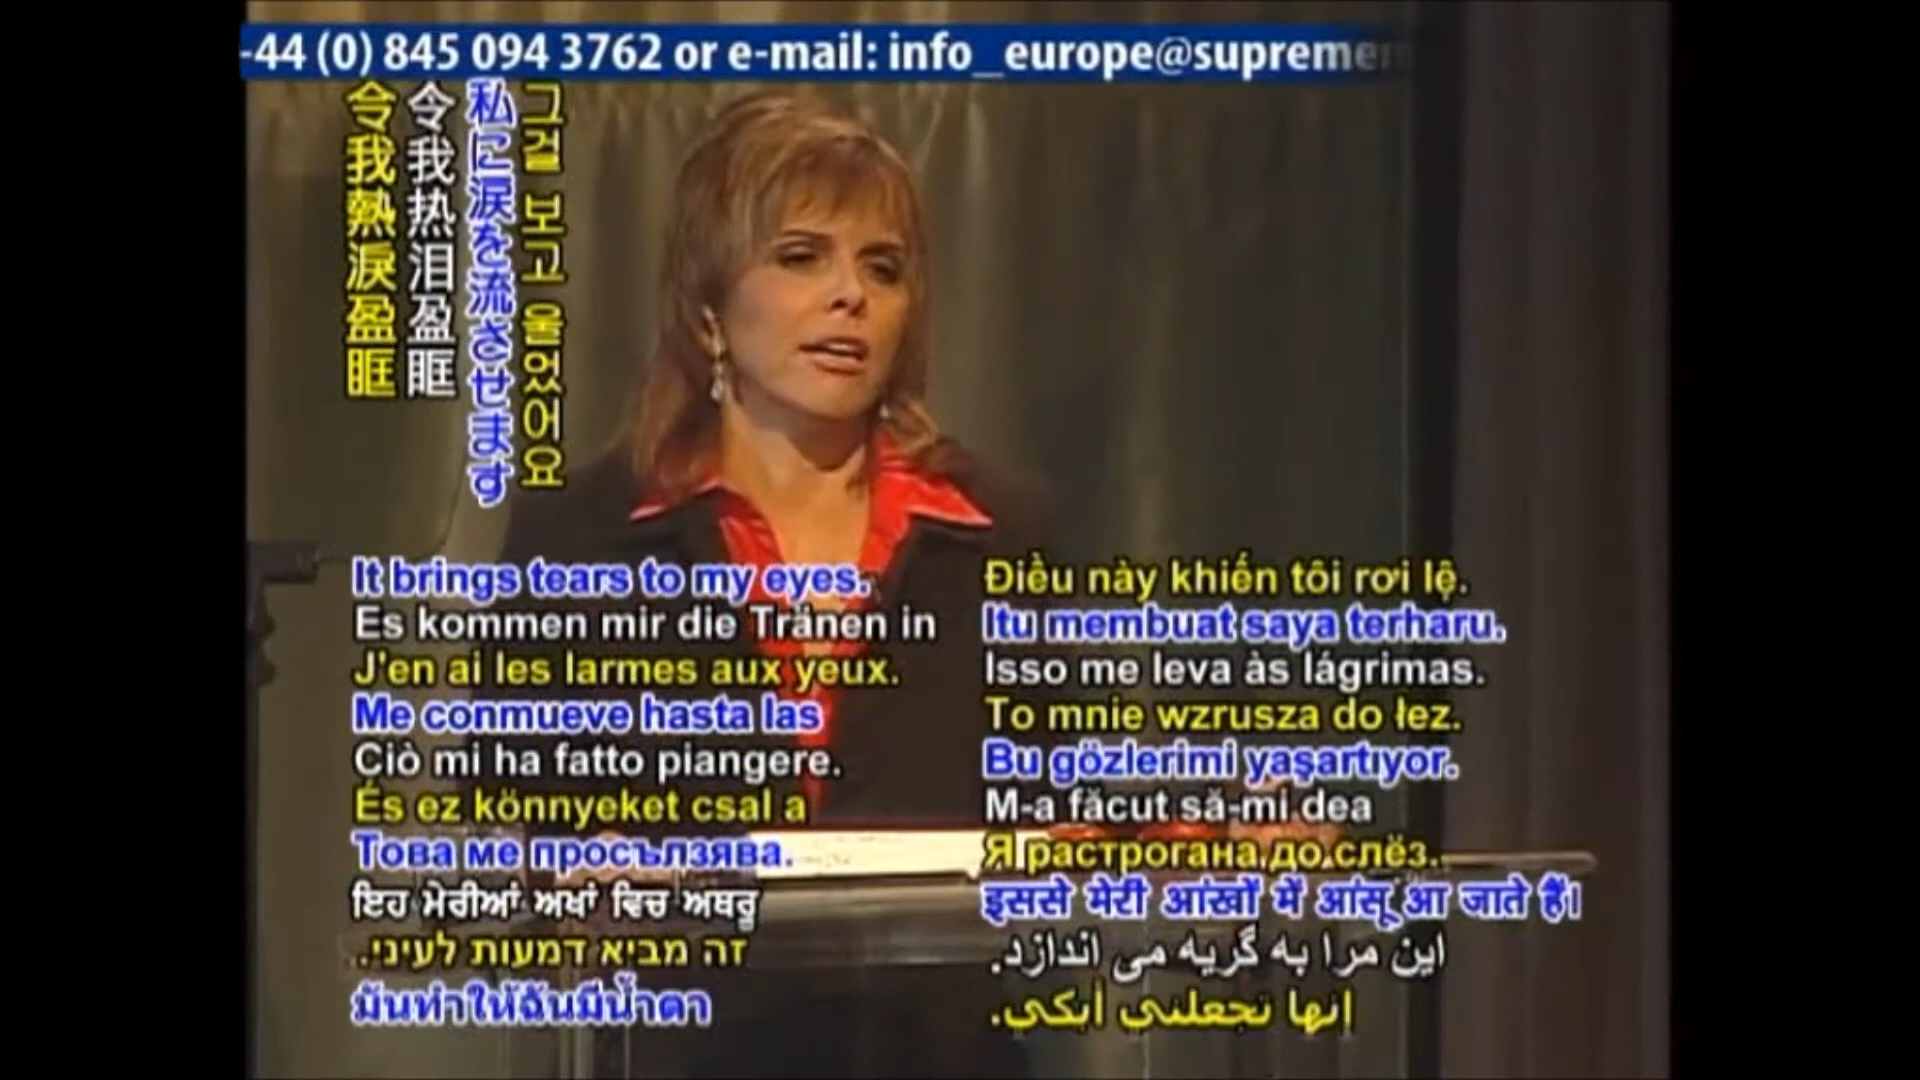 -44 (0) 845 094 3762 or e-mail: info_europe@supreme
令我熱淚盈眶
令我热泪盈眶
私に涙を流させます
그걸 보고 울었어요
It brings tears to my eyes.
Es kommen mir die Tränen in
J'en ai les larmes aux yeux.
Me conmueve hasta las
Ciò mi ha fatto piangere.
És ez könnyeket csal a
Това ме просълзява.
ਇਹ ਮੇਰੀਆਂ ਅਖਾਂ ਵਿਚ ਅਥਰੂ
זה מביא דמעות לעיניי.
มันทำให้ฉันมีน้ำตา
Điều này khiến tôi rơi lệ.
Itu membuat saya terharu.
Isso me leva às lágrimas.
To mnie wzrusza do łez.
Bu gözlerimi yaşartıyor.
M-a făcut să-mi dea
Я растрогана до слёз.
इससे मेरी आंखों में आंसू आ जाते हैं।
این مرا به گریه می اندازد.
إنها تجعلني أبكي.